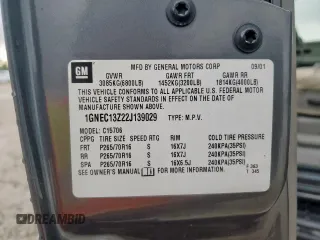 GM
MFD BY GENERAL MOTORS CORP 09/01
GVWR GAWR FRT GAWR RR
3085KG(6800LB) 1452KG(3200LB) 1814KG(4000LB)
THIS VEHICLE CONFORMS TO ALL APPLICABLE U.S. FEDERAL MOTOR
VEHICLE SAFETY STANDARDS IN EFFECT ON THE DATE OF
MANUFACTURE SHOWN ABOVE.
1GNEC13Z22J139029 TYPE: M.P.V.
MODEL: C15706
TIRE SIZE SPEED RTG RIM COLD TIRE PRESSURE
FRT P265/70R16 S 16X7J 240KPA(35PSI)
RR P265/70R16 S 16X7J 240KPA(35PSI)
SPA P265/70R16 S 16X6.5J 240KPA(35PSI)
SEE OWNER'S MANUAL FOR MORE INFORMATION.
AUTOBIDMASTER